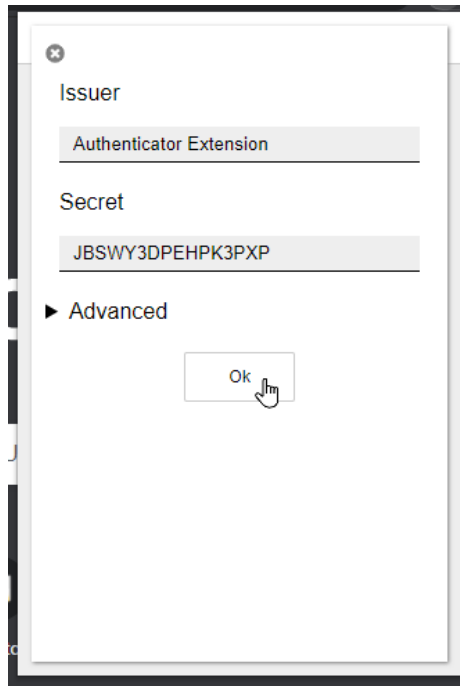 Issuer
Authenticator Extension
Secret
JBSWY3DPEHPK3PXP
Advanced
Ok